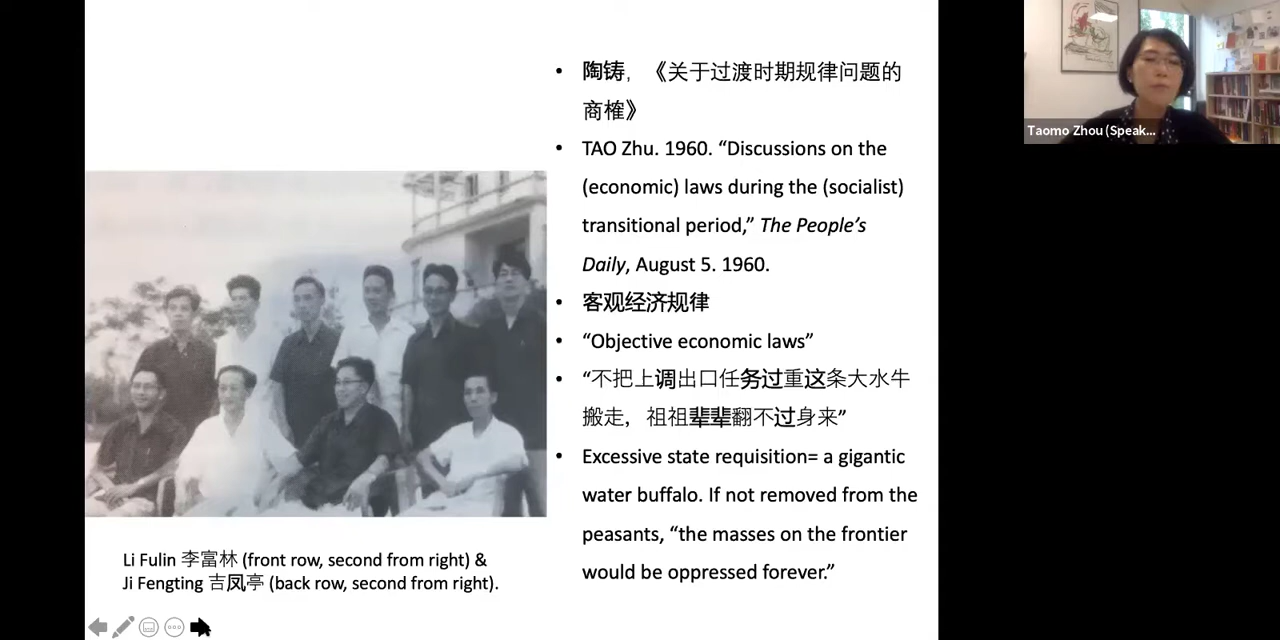 • 陶铸, 《关于过渡时期规律问题的
商榷》
• TAO Zhu. 1960. “Discussions on the
(economic) laws during the (socialist)
transitional period,” The People’s
Daily, August 5. 1960.
• 客观经济规律
• “Objective economic laws”
• “不把上调出口任务过重这条大水牛
搬走, 祖祖辈辈翻不过身来”
• Excessive state requisition= a gigantic
water buffalo. If not removed from the
peasants, “the masses on the frontier
would be oppressed forever.”
Li Fulin 李富林 (front row, second from right) &
Ji Fengting 吉凤亭 (back row, second from right).
Taomo Zhou (Speak...